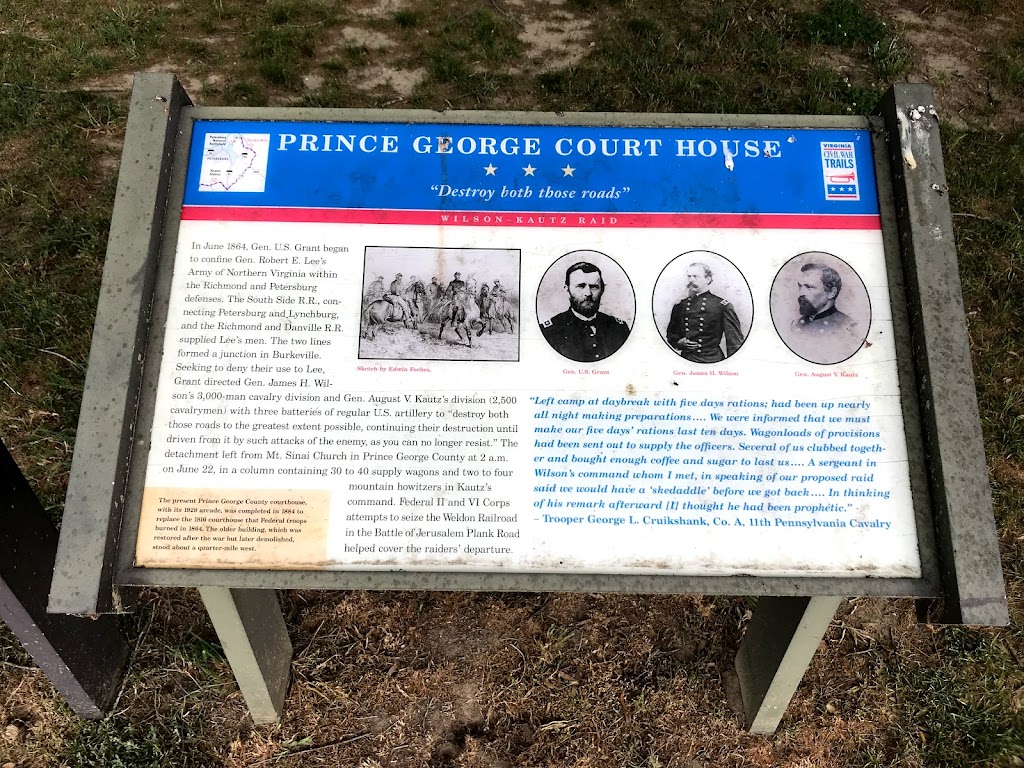 PRINCE GEORGE COURT HOUSE
"Destroy both those roads"
WILSON–KAUTZ RAID
VIRGINIA
CIVIL WAR
TRAILS
PETERSBURG
In June 1864, Gen. U.S. Grant began
to confine Gen. Robert E. Lee's
Army of Northern Virginia within
the Richmond and Petersburg
defenses. The South Side R.R., con-
necting Petersburg and Lynchburg,
and the Richmond and Danville R.R.
supplied Lee's men. The two lines
formed a junction in Burkeville.
Seeking to deny their use to Lee,
Grant directed Gen. James H. Wil-
son's 3,000-man cavalry division and Gen. August V. Kautz's division (2,500
cavalrymen) with three batteries of regular U.S. artillery to "destroy both
those roads to the greatest extent possible, continuing their destruction until
driven from it by such attacks of the enemy, as you can no longer resist." The
detachment left from Mt. Sinai Church in Prince George County at 2 a.m.
on June 22, in a column containing 30 to 40 supply wagons and two to four
mountain howitzers in Kautz's
command. Federal II and VI Corps
attempts to seize the Weldon Railroad
in the Battle of Jerusalem Plank Road
helped cover the raiders' departure.
The present Prince George County courthouse,
with its 1929 arcade, was completed in 1884 to
replace the 1810 courthouse that Federal troops
burned in 1864. The older building, which was
restored after the war but later demolished,
stood about a quarter-mile west.
Sketch by Edwin Forbes.
Gen. U.S. Grant
Gen. James H. Wilson
Gen. August V. Kautz
"Left camp at daybreak with five days rations; had been up nearly
all night making preparations.... We were informed that we must
make our five days' rations last ten days. Wagonloads of provisions
had been sent out to supply the officers. Several of us clubbed togeth-
er and bought enough coffee and sugar to last us.... A sergeant in
Wilson's command whom I met, in speaking of our proposed raid
said we would have a 'skedaddle' before we got back.... In thinking
of his remark afterward [I] thought he had been prophetic."
– Trooper George L. Cruikshank, Co. A, 11th Pennsylvania Cavalry